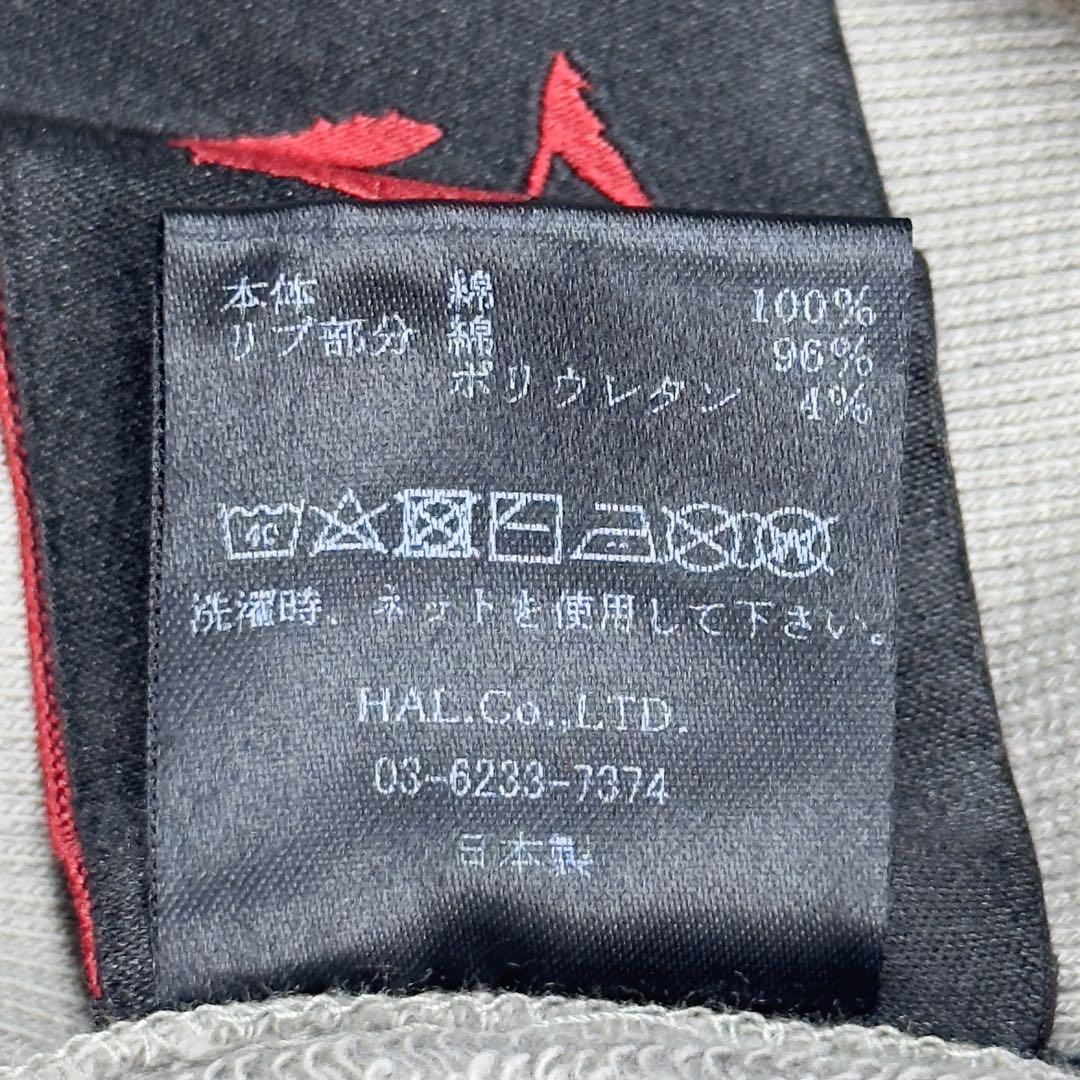 本体 綿 100%
リブ部分 綿 96%
ポリウレタン 4%
洗濯時、ネットを使用して下さい。
HAL.Co.,LTD.
03-6233-7374
日本製